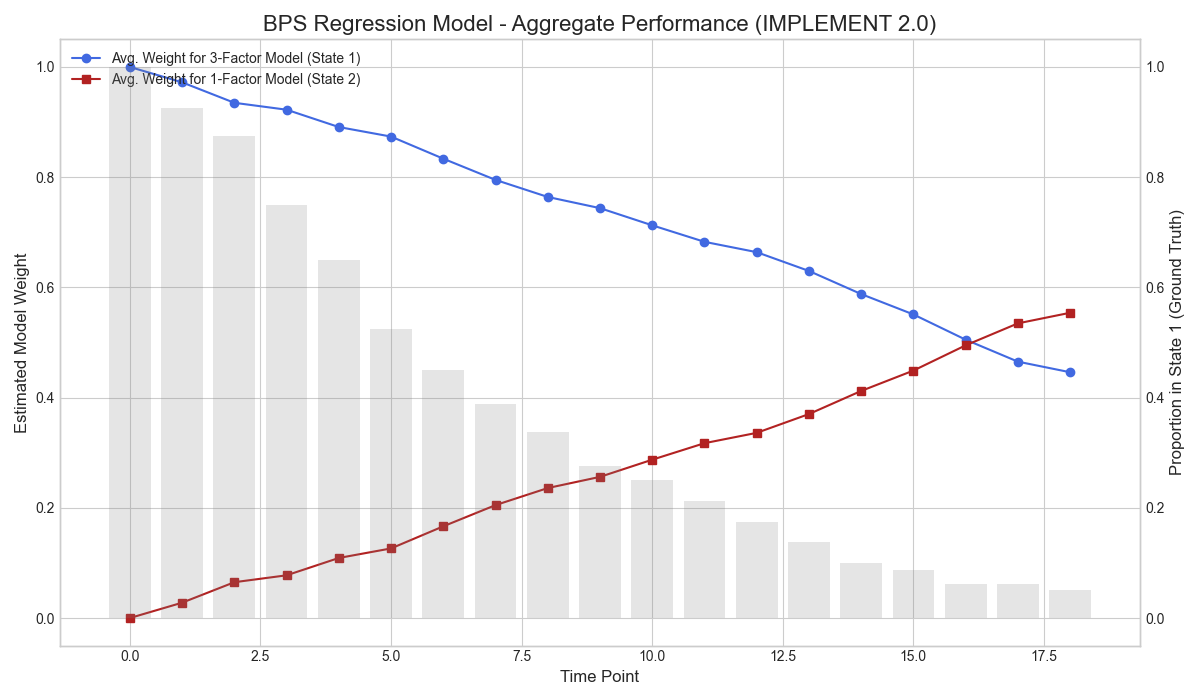 BPS Regression Model - Aggregate Performance (IMPLEMENT 2.0)
Avg. Weight for 3-Factor Model (State 1)
Avg. Weight for 1-Factor Model (State 2)
Estimated Model Weight
1.0
0.8
0.6
0.4
0.2
0.0
1.0
0.8
0.6
0.4
0.2
0.0
Proportion in State 1 (Ground Truth)
0.0 2.5 5.0 7.5 10.0 12.5 15.0 17.5
Time Point